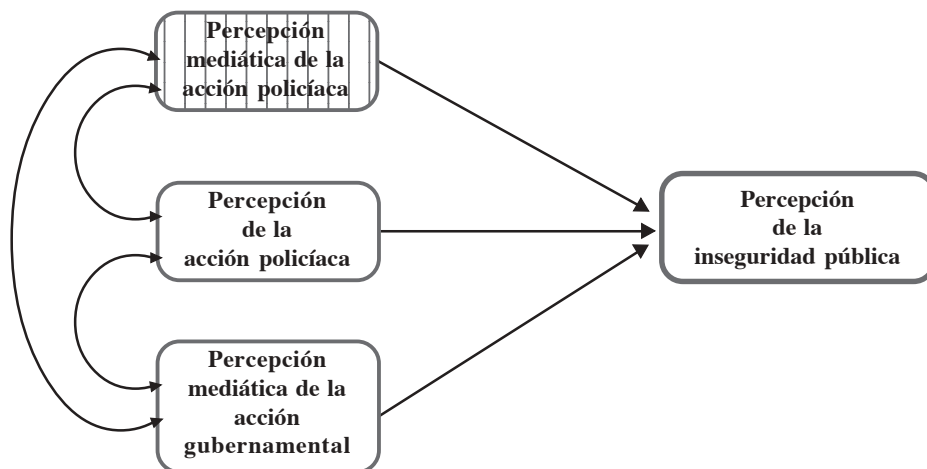 Percepción
mediática de la
acción policíaca
Percepción
de la
acción policíaca
Percepción
mediática de la
acción
gubernamental
Percepción
de la
inseguridad pública